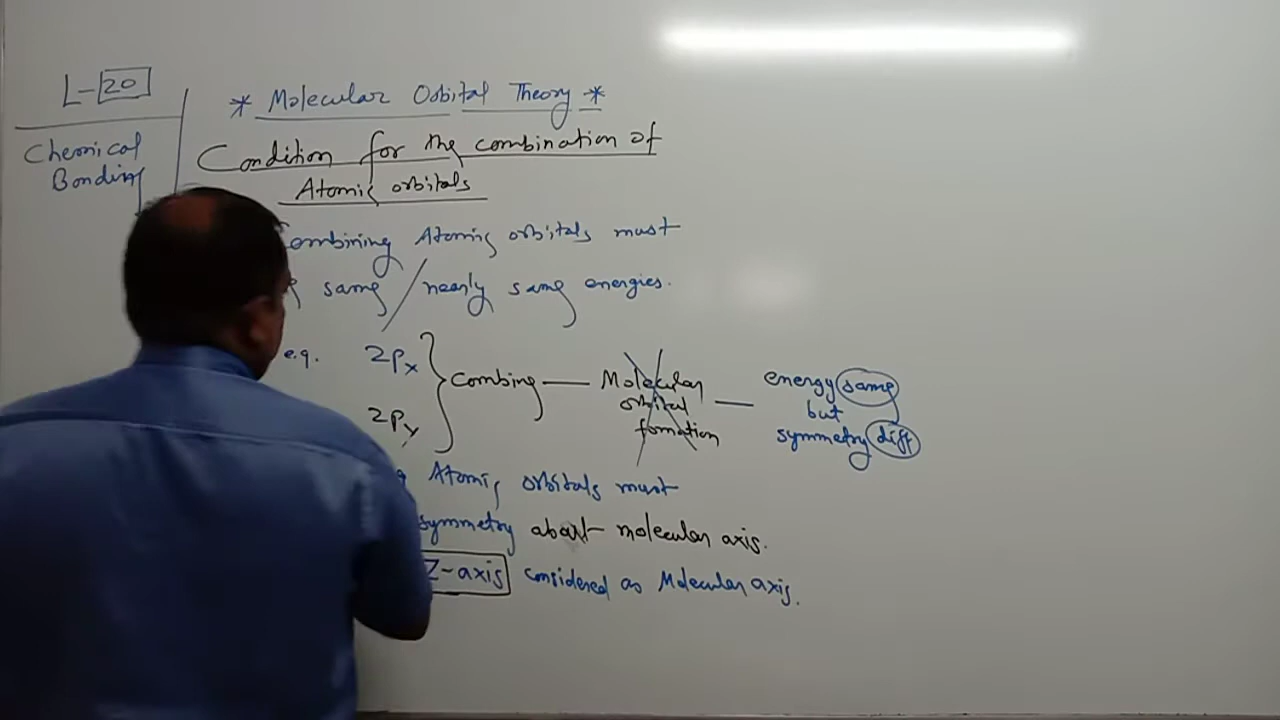 L-20
Chemical
Bonding
* Molecular Orbital Theory *
Condition for the combination of
Atomic orbitals
Combining Atomic orbitals must
same / nearly same energies.
e.g. 2px
2py
} Combing — Molecular
orbital
formation
— energy same
but
symmetry diff
Atomic orbitals must
symmetry about molecular axis.
Z-axis considered as Molecular axis.